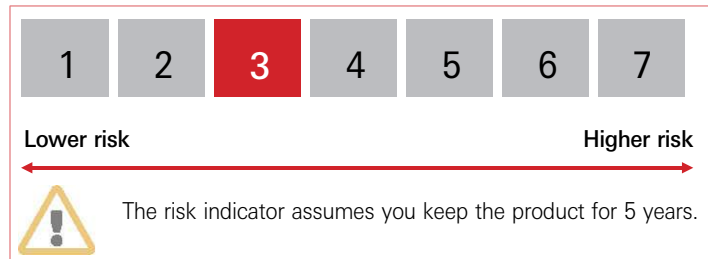 1 2 3 4 5 6 7
Lower risk Higher risk
The risk indicator assumes you keep the product for 5 years.